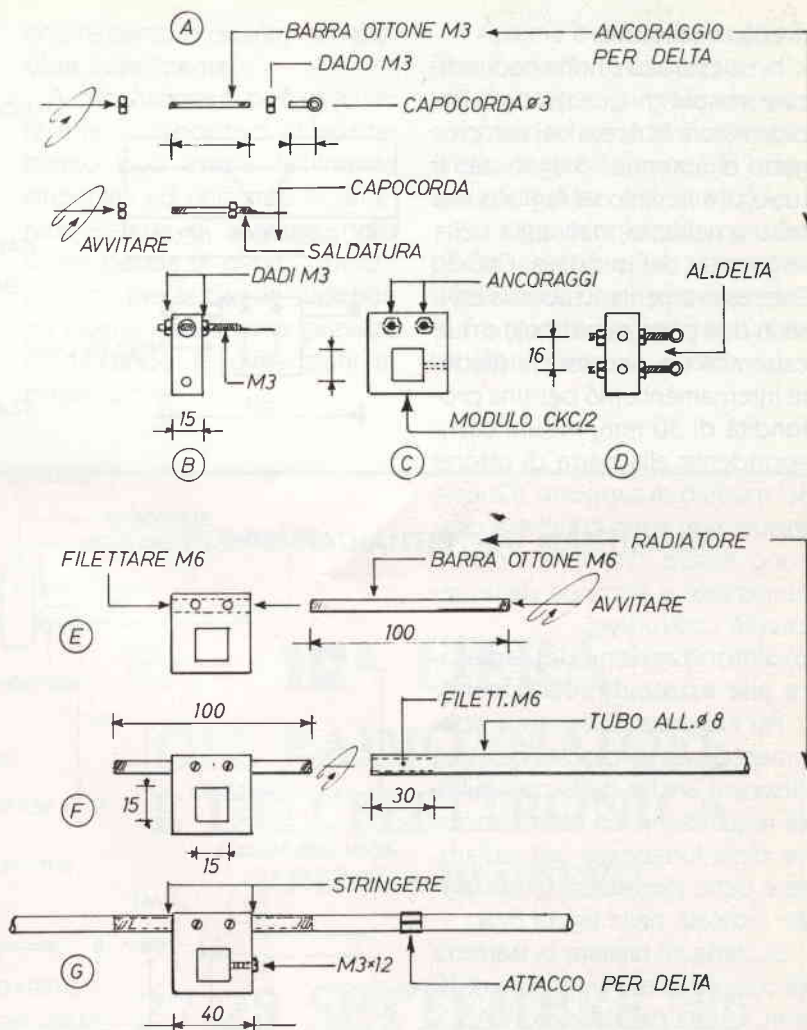 A
BARRA OTTONE M3
ANCORAGGIO
PER DELTA
DADO M3
CAPOCORDA ø3
CAPOCORDA
AVVITARE
SALDATURA
DADI M3
ANCORAGGI
AL.DELTA
M3
16
15
MODULO CKC/2
B
C
D
RADIATORE
FILETTARE M6
BARRA OTTONE M6
E
AVVITARE
100
100
FILETT.M6
TUBO ALL.ø 8
F
15
30
15
STRINGERE
G
M3×12
ATTACCO PER DELTA
40